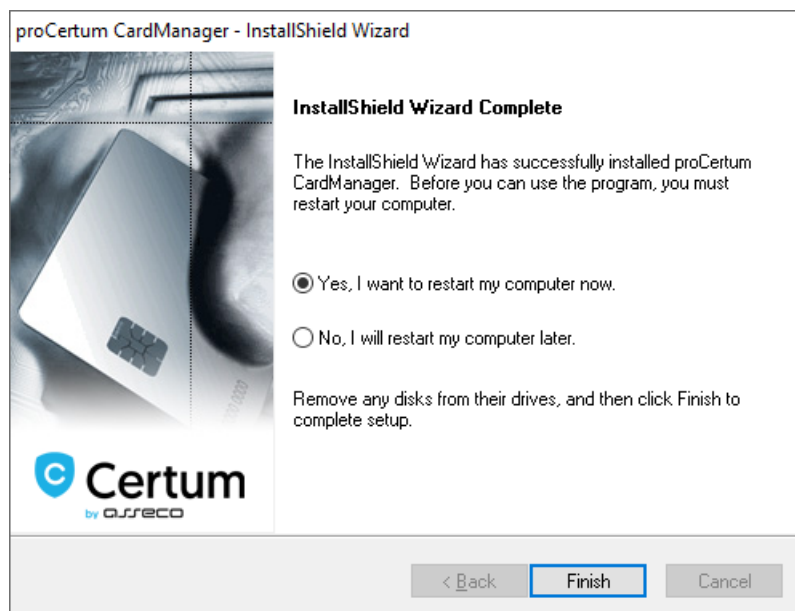 proCertum CardManager - InstallShield Wizard
InstallShield Wizard Complete
The InstallShield Wizard has successfully installed proCertum
CardManager. Before you can use the program, you must
restart your computer.
Yes, I want to restart my computer now.
No, I will restart my computer later.
Remove any disks from their drives, and then click Finish to
complete setup.
C Certum
by asseco
< Back
Finish
Cancel